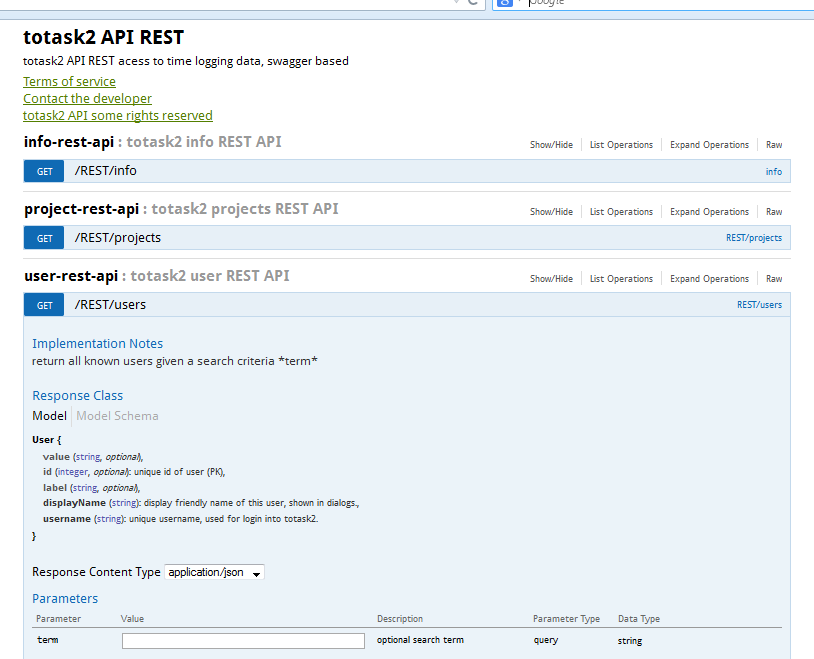 Google
totask2 API REST
totask2 API REST acess to time logging data, swagger based
Terms of service
Contact the developer
totask2 API some rights reserved
info-rest-api : totask2 info REST API Show/Hide List Operations Expand Operations Raw
GET /REST/info info
project-rest-api : totask2 projects REST API Show/Hide List Operations Expand Operations Raw
GET /REST/projects REST/projects
user-rest-api : totask2 user REST API Show/Hide List Operations Expand Operations Raw
GET /REST/users REST/users
Implementation Notes
return all known users given a search criteria *term*
Response Class
Model Model Schema
User {
value (string, optional),
id (integer, optional): unique id of user (PK),
label (string, optional),
displayName (string): display friendly name of this user, shown in dialogs.,
username (string): unique username, used for login into totask2.
}
Response Content Type application/json
Parameters
Parameter Value Description Parameter Type Data Type
term optional search term query string